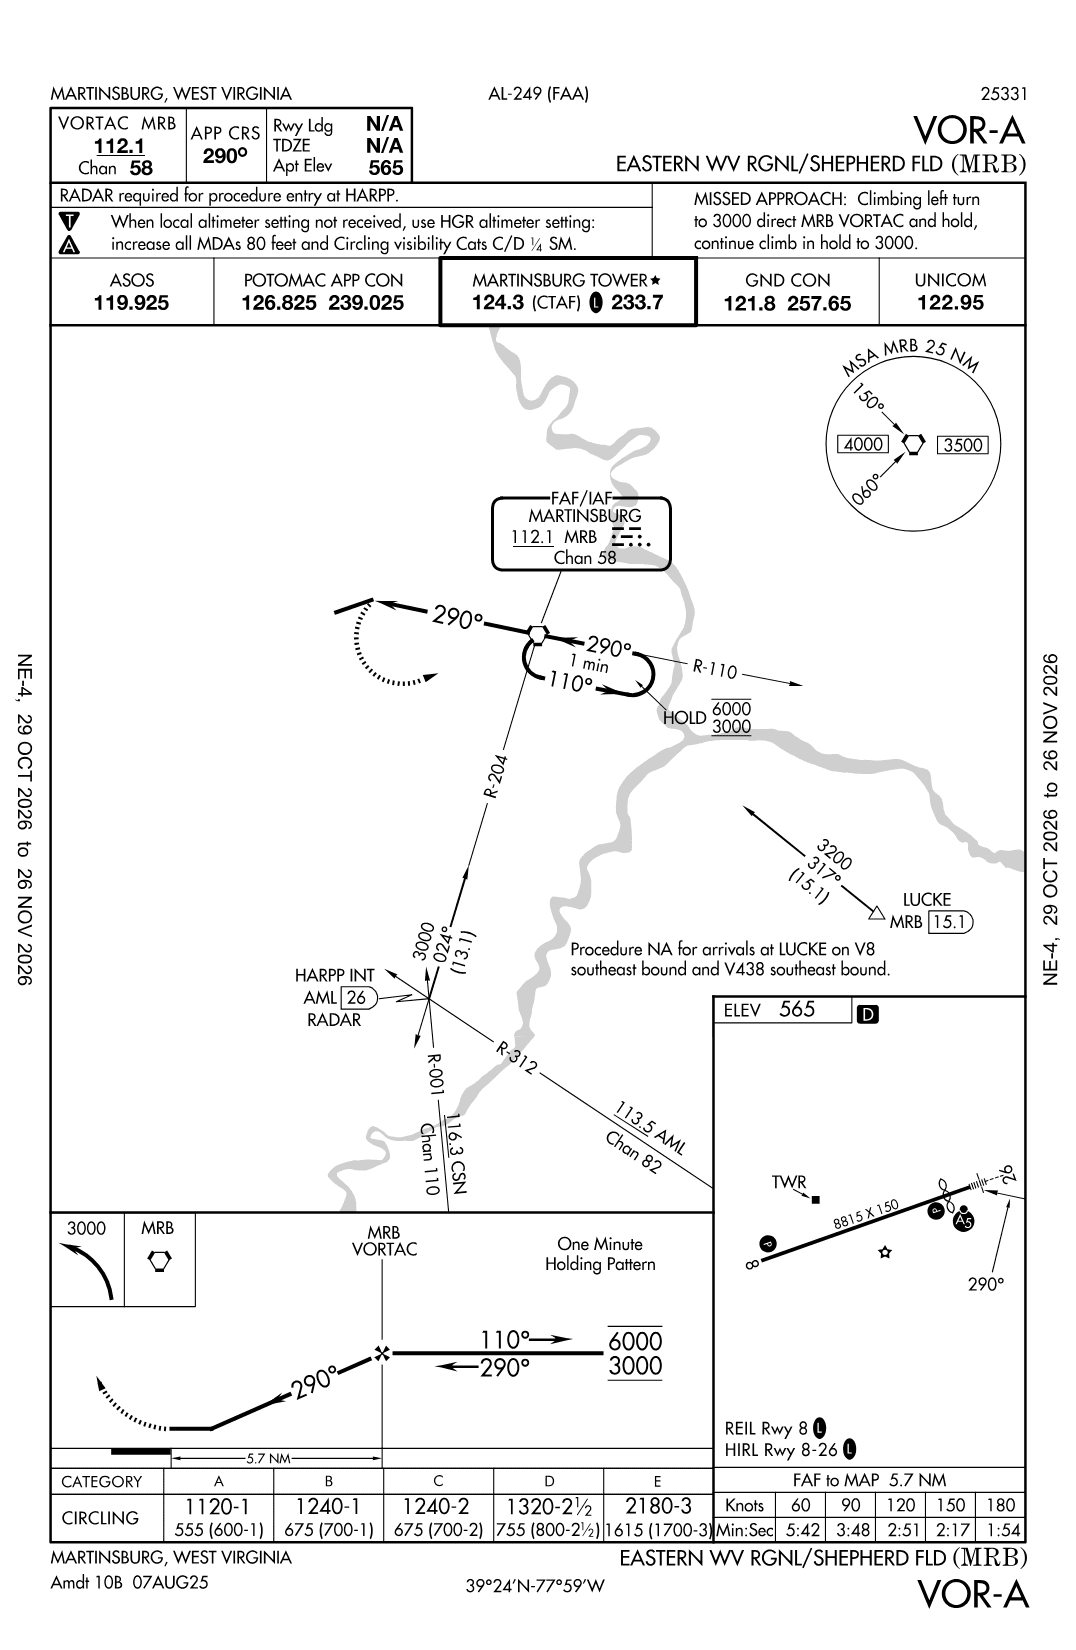 MARTINSBURG, WEST VIRGINIA
AL-249 (FAA)
25331
VORTAC MRB
112.1
Chan 58
APP CRS
290°
Rwy Ldg N/A
TDZE N/A
Apt Elev 565
VOR-A
EASTERN WV RGNL/SHEPHERD FLD (MRB)
RADAR required for procedure entry at HARPP.
T
A
When local altimeter setting not received, use HGR altimeter setting:
increase all MDAs 80 feet and Circling visibility Cats C/D ¼ SM.
MISSED APPROACH: Climbing left turn
to 3000 direct MRB VORTAC and hold,
continue climb in hold to 3000.
ASOS
119.925
POTOMAC APP CON
126.825 239.025
MARTINSBURG TOWER★
124.3 (CTAF) L 233.7
GND CON
121.8 257.65
UNICOM
122.95
MSA MRB 25 NM
150°
4000
3500
060°
FAF/IAF
MARTINSBURG
112.1 MRB
Chan 58
290°
290°
1 min
110°
R-110
HOLD 6000
3000
R-204
3200
317°
(15.1)
LUCKE
MRB 15.1
3000
024°
(13.1)
Procedure NA for arrivals at LUCKE on V8
southeast bound and V438 southeast bound.
HARPP INT
AML 26
RADAR
R-312
R-001
113.5 AML
Chan 82
116.3 CSN
Chan 110
ELEV 565
D
TWR
8815 X 150
26
8
P
P
A5
290°
REIL Rwy 8 L
HIRL Rwy 8-26 L
3000
MRB
MRB
VORTAC
One Minute
Holding Pattern
110°
290°
6000
3000
290°
5.7 NM
CATEGORY A B C D E
CIRCLING
1120-1
555 (600-1)
1240-1
675 (700-1)
1240-2
675 (700-2)
1320-2½
755 (800-2½)
2180-3
1615 (1700-3)
FAF to MAP 5.7 NM
Knots 60 90 120 150 180
Min:Sec 5:42 3:48 2:51 2:17 1:54
MARTINSBURG, WEST VIRGINIA
Amdt 10B 07AUG25
39°24'N-77°59'W
EASTERN WV RGNL/SHEPHERD FLD (MRB)
VOR-A
NE-4, 29 OCT 2026 to 26 NOV 2026
NE-4, 29 OCT 2026 to 26 NOV 2026